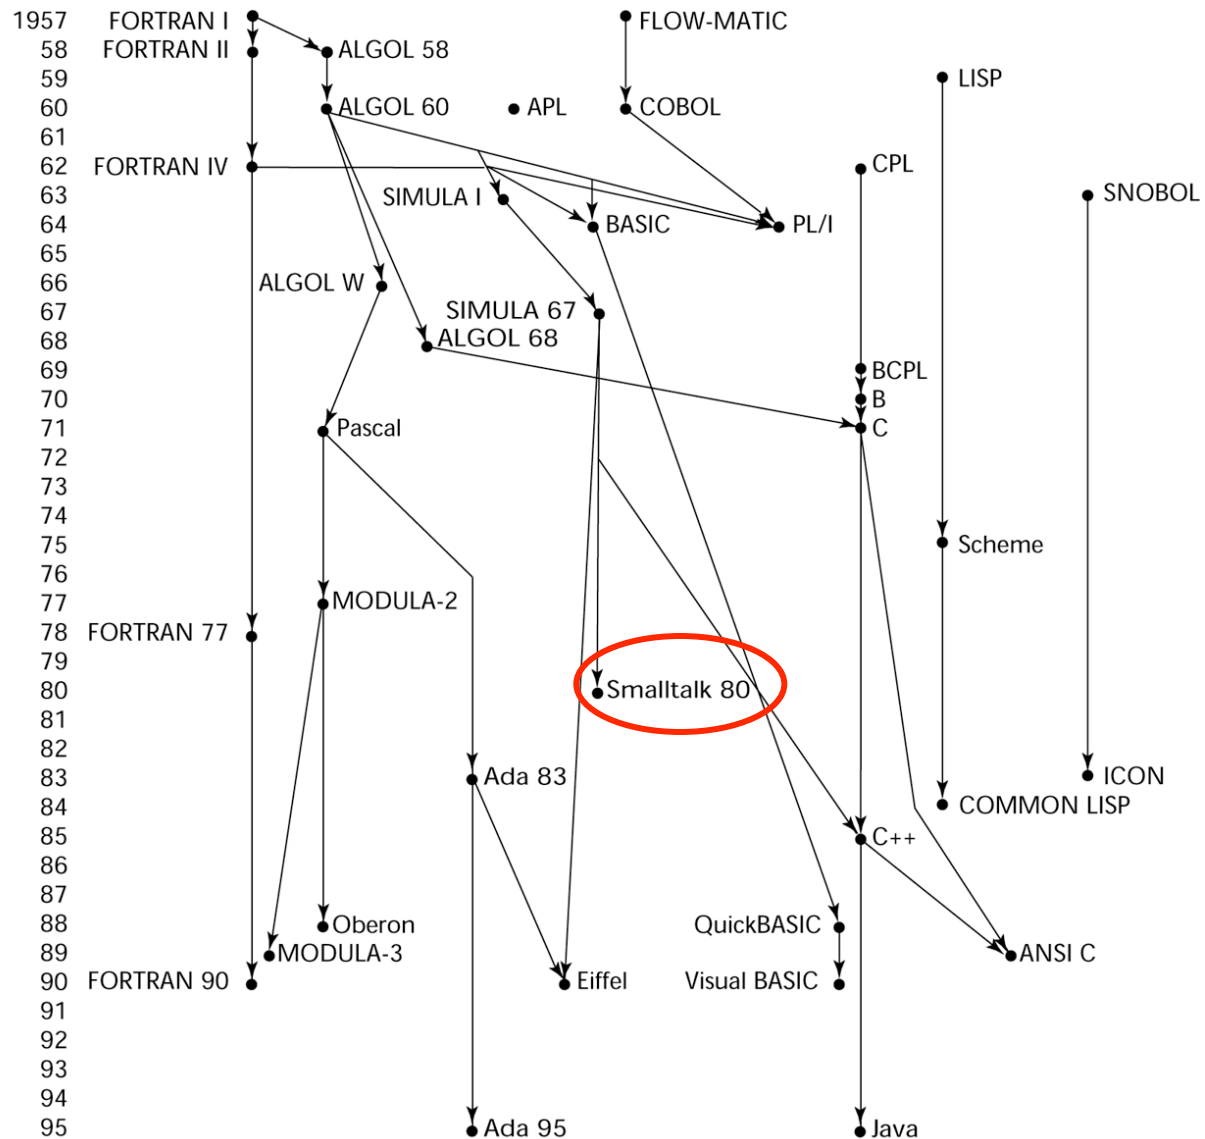 1957 FORTRAN I FLOW-MATIC
58 FORTRAN II ALGOL 58
59 LISP
60 ALGOL 60 APL COBOL
61
62 FORTRAN IV CPL
63 SIMULA I SNOBOL
64 BASIC PL/I
65
66 ALGOL W
67 SIMULA 67
68 ALGOL 68
69 BCPL
70 B
71 Pascal C
72
73
74
75 Scheme
76
77 MODULA-2
78 FORTRAN 77
79
80 Smalltalk 80
81
82
83 Ada 83 ICON
84 COMMON LISP
85 C++
86
87
88 Oberon QuickBASIC
89 MODULA-3 ANSI C
90 FORTRAN 90 Eiffel Visual BASIC
91
92
93
94
95 Ada 95 Java